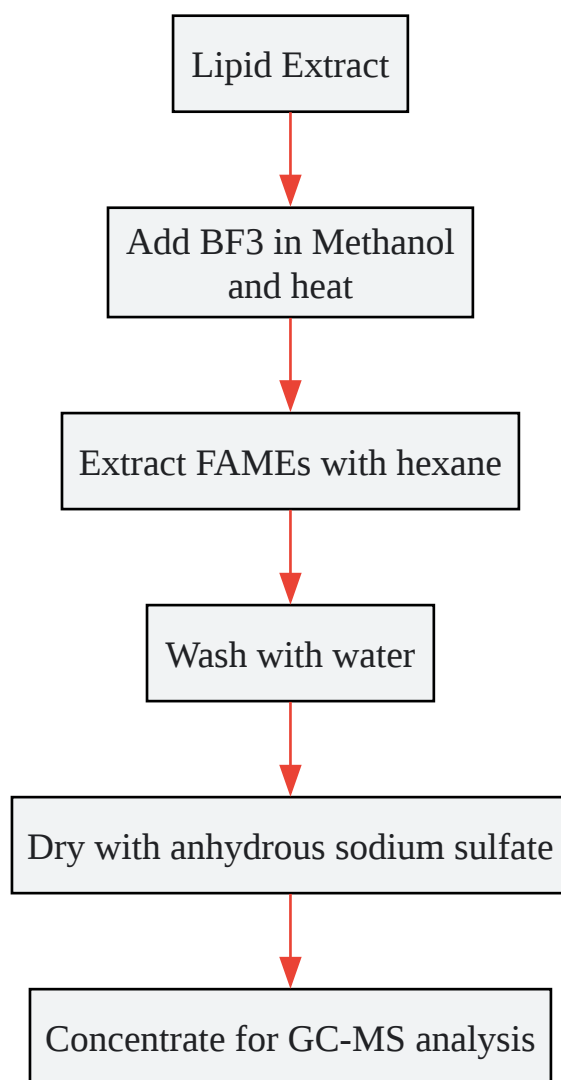 Lipid Extract
Add BF3 in Methanol
and heat
Extract FAMEs with hexane
Wash with water
Dry with anhydrous sodium sulfate
Concentrate for GC-MS analysis